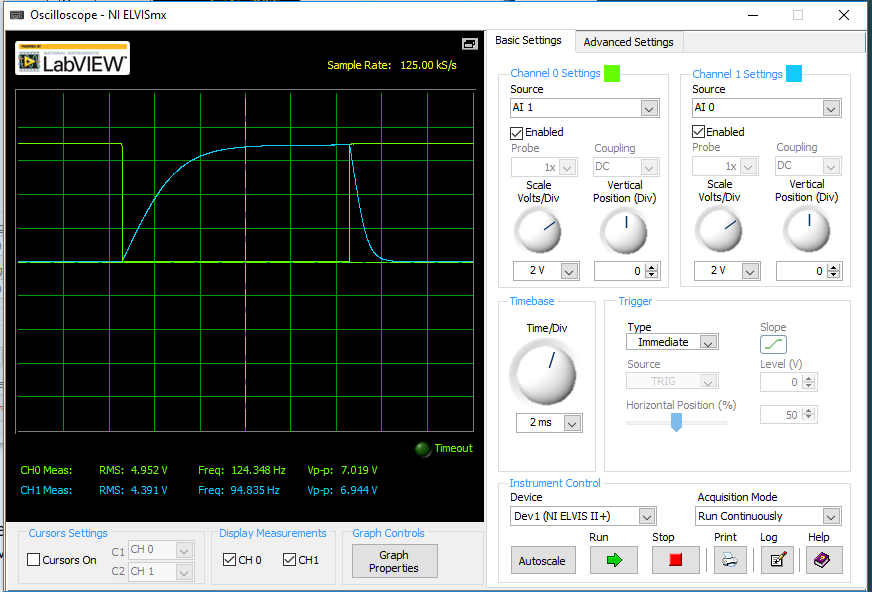 Oscilloscope - NI ELVISmx
POWERED BY
NATIONAL INSTRUMENTS
LabVIEW™
Sample Rate: 125.00 kS/s
CH0 Meas: RMS: 4.952 V Freq: 124.348 Hz Vp-p: 7.019 V
CH1 Meas: RMS: 4.391 V Freq: 94.835 Hz Vp-p: 6.944 V
Timeout
Cursors Settings
Cursors On
C1 CH 0
C2 CH 1
Display Measurements
CH 0 CH1
Graph Controls
Graph
Properties
Basic Settings Advanced Settings
Channel 0 Settings
Source
AI 1
Enabled
Probe Coupling
1x DC
Scale
Volts/Div
Vertical
Position (Div)
2 V 0
Channel 1 Settings
Source
AI 0
Enabled
Probe Coupling
1x DC
Scale
Volts/Div
Vertical
Position (Div)
2 V 0
Timebase
Time/Div
2 ms
Trigger
Type
Immediate
Slope
Source
TRIG
Level (V)
0
Horizontal Position (%)
50
Instrument Control
Device
Dev1 (NI ELVIS II+)
Acquisition Mode
Run Continuously
Autoscale
Run Stop Print Log Help